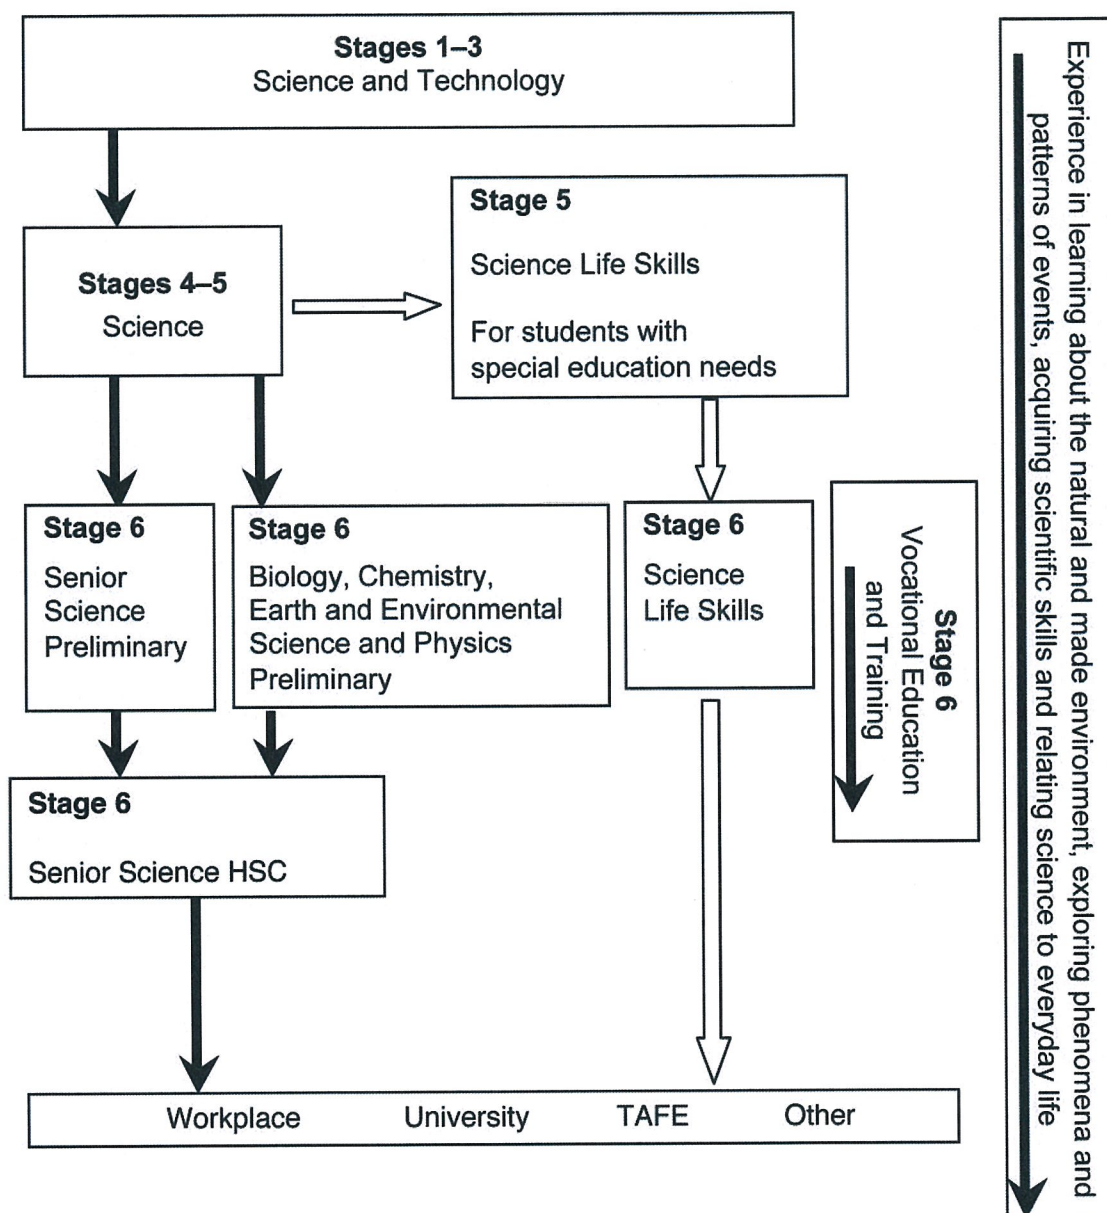 Stages 1–3
Science and Technology
Stages 4–5
Science
Stage 5
Science Life Skills
For students with
special education needs
Stage 6
Senior
Science
Preliminary
Stage 6
Biology, Chemistry,
Earth and Environmental
Science and Physics
Preliminary
Stage 6
Science
Life Skills
Stage 6
Vocational Education
and Training
Stage 6
Senior Science HSC
Workplace University TAFE Other
Experience in learning about the natural and made environment, exploring phenomena and
patterns of events, acquiring scientific skills and relating science to everyday life